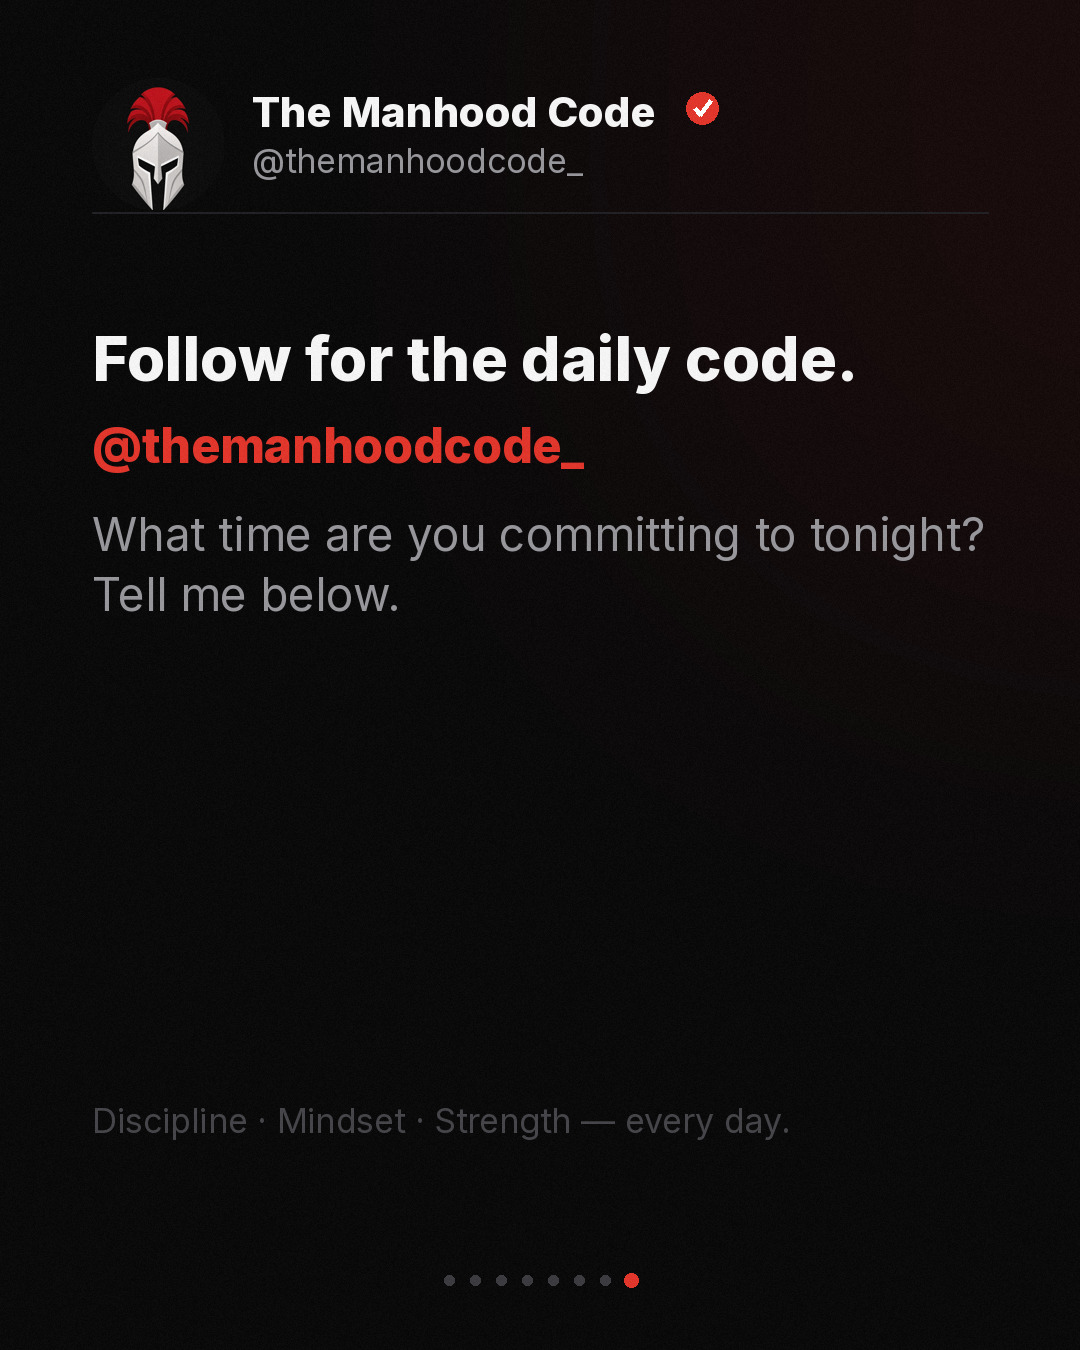 The Manhood Code
@themanhoodcode_
Follow for the daily code.
@themanhoodcode_
What time are you committing to tonight?
Tell me below.
Discipline · Mindset · Strength — every day.